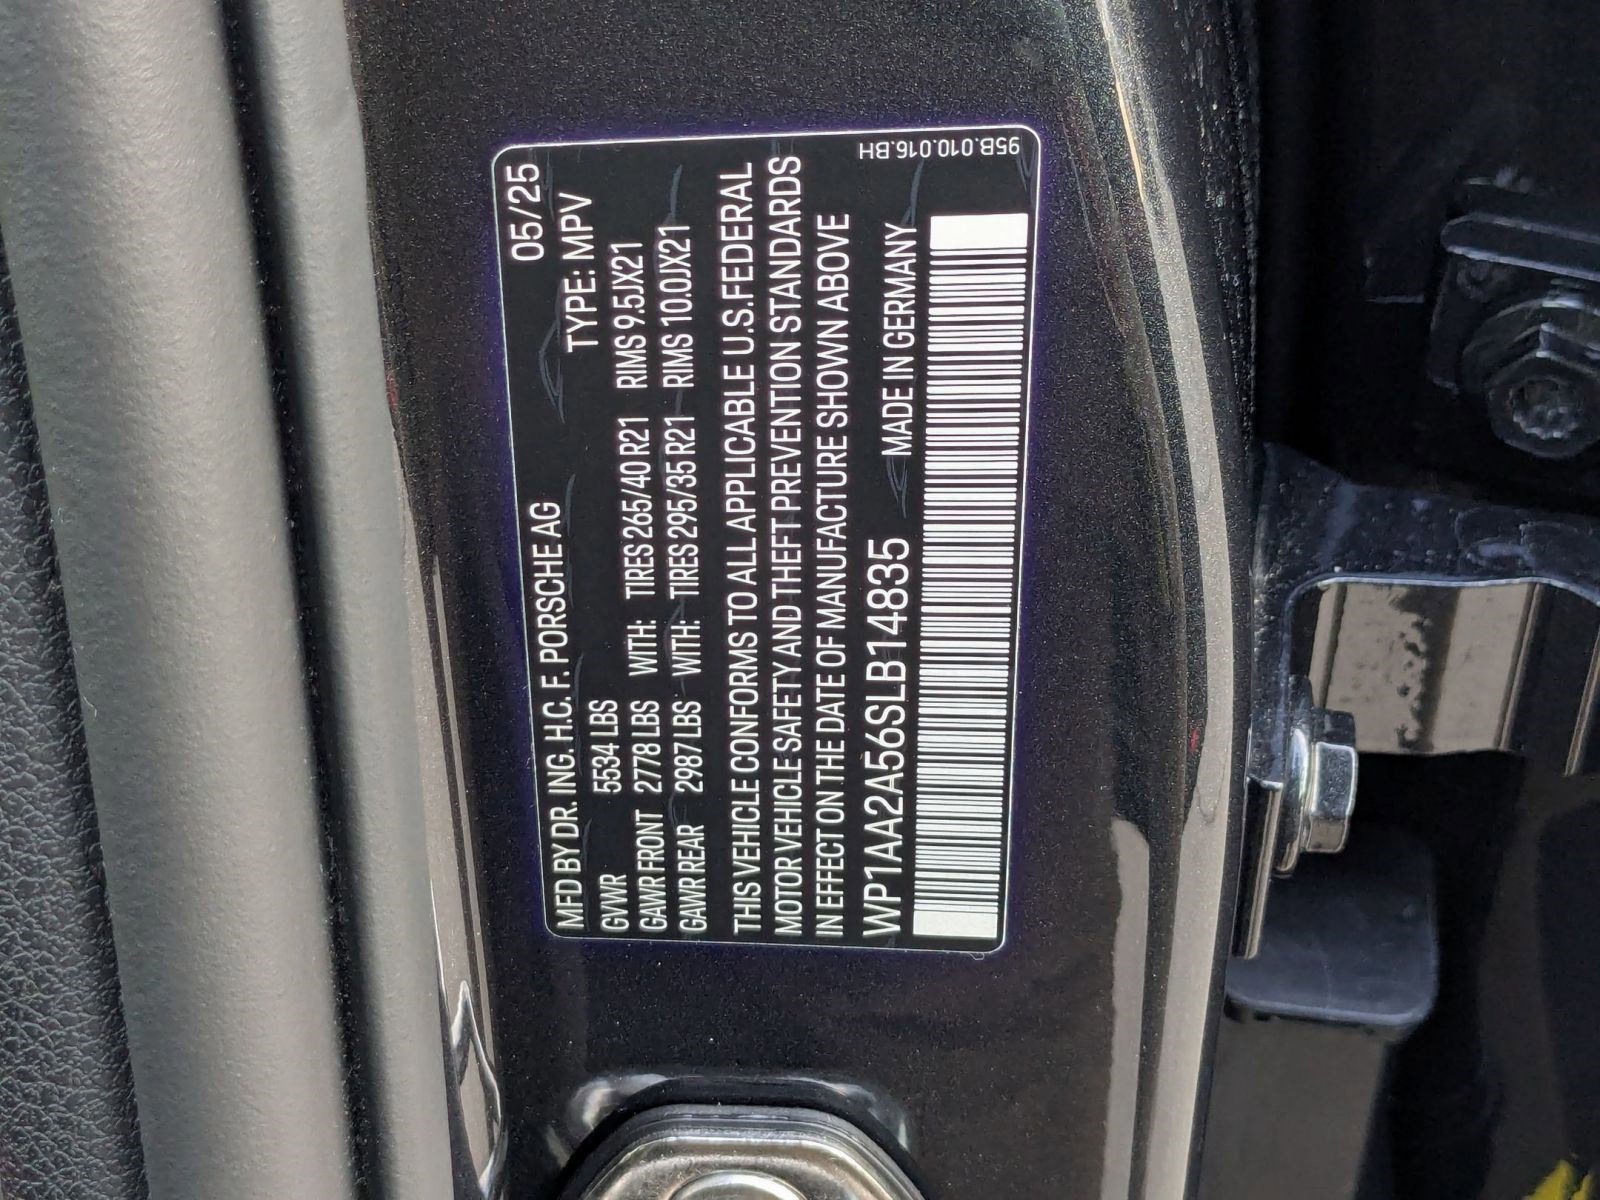 05/25
MFD BY DR. ING. H.C. F. PORSCHE AG TYPE: MPV
GVWR 5534 LBS
GAWR FRONT 2778 LBS WITH: TIRES 265/40 R21 RIMS 9.5JX21
GAWR REAR 2987 LBS WITH: TIRES 295/35 R21 RIMS 10.0JX21
THIS VEHICLE CONFORMS TO ALL APPLICABLE U.S. FEDERAL
MOTOR VEHICLE SAFETY AND THEFT PREVENTION STANDARDS
IN EFFECT ON THE DATE OF MANUFACTURE SHOWN ABOVE
WP1AA2A56SLB14835 MADE IN GERMANY
95B.010.016.BH